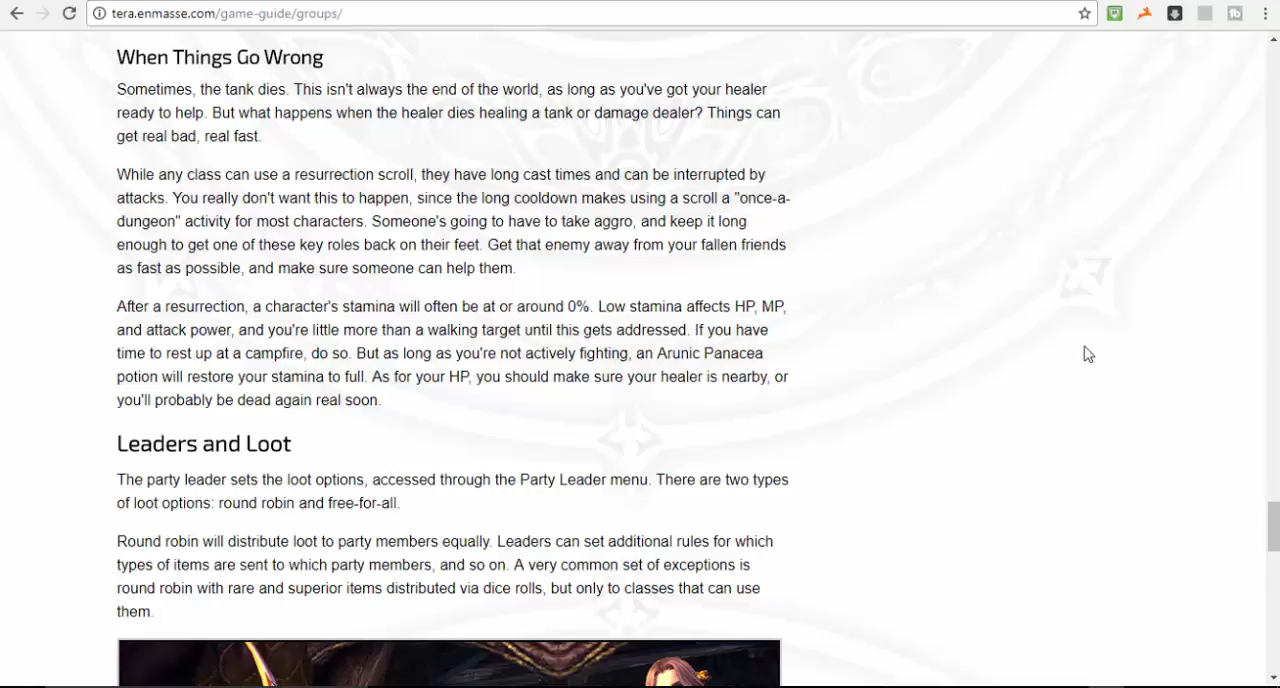 tera.enmasse.com/game-guide/groups/
When Things Go Wrong
Sometimes, the tank dies. This isn't always the end of the world, as long as you've got your healer
ready to help. But what happens when the healer dies healing a tank or damage dealer? Things can
get real bad, real fast.
While any class can use a resurrection scroll, they have long cast times and can be interrupted by
attacks. You really don't want this to happen, since the long cooldown makes using a scroll a "once-a-
dungeon" activity for most characters. Someone's going to have to take aggro, and keep it long
enough to get one of these key roles back on their feet. Get that enemy away from your fallen friends
as fast as possible, and make sure someone can help them.
After a resurrection, a character's stamina will often be at or around 0%. Low stamina affects HP, MP,
and attack power, and you're little more than a walking target until this gets addressed. If you have
time to rest up at a campfire, do so. But as long as you're not actively fighting, an Arunic Panacea
potion will restore your stamina to full. As for your HP, you should make sure your healer is nearby, or
you'll probably be dead again real soon.
Leaders and Loot
The party leader sets the loot options, accessed through the Party Leader menu. There are two types
of loot options: round robin and free-for-all.
Round robin will distribute loot to party members equally. Leaders can set additional rules for which
types of items are sent to which party members, and so on. A very common set of exceptions is
round robin with rare and superior items distributed via dice rolls, but only to classes that can use
them.